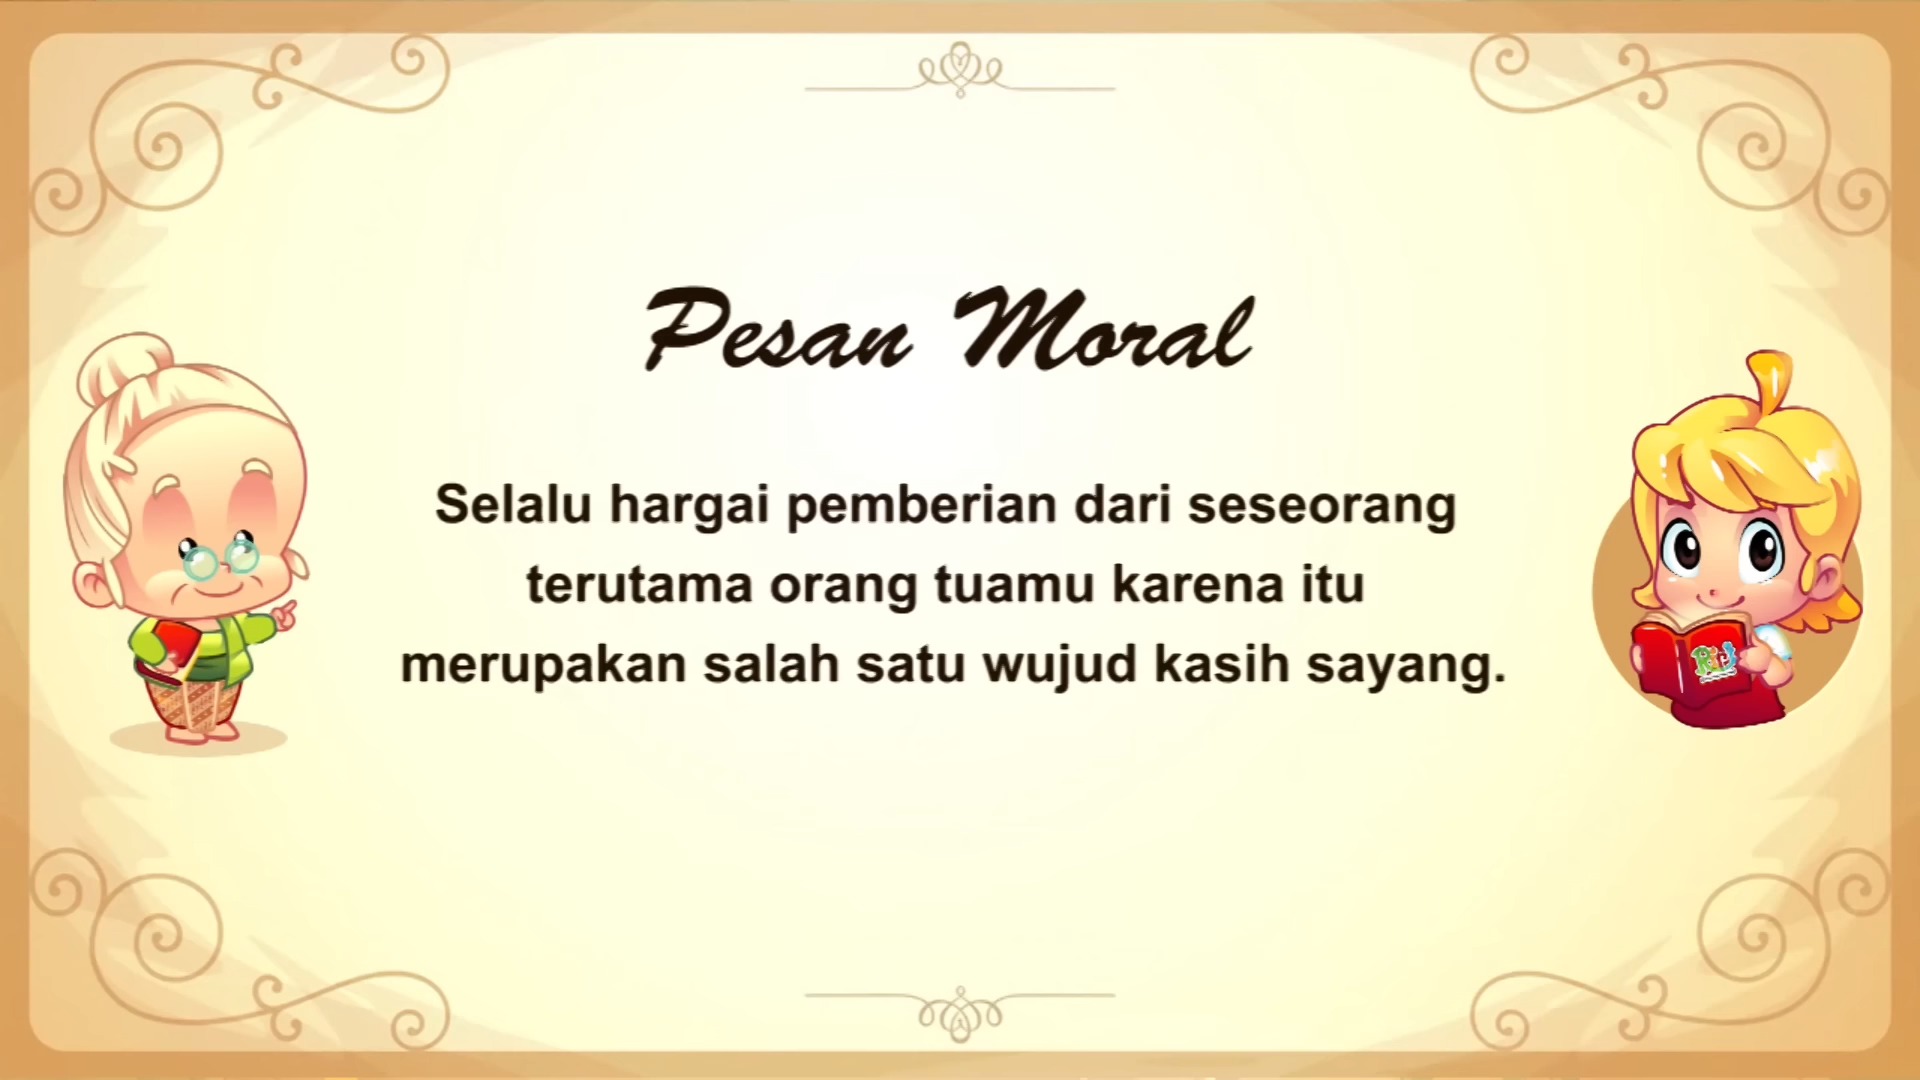 Pesan Moral
Selalu hargai pemberian dari seseorang
terutama orang tuamu karena itu
merupakan salah satu wujud kasih sayang.